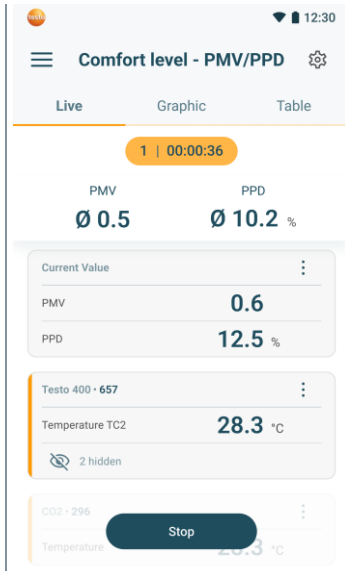 testo 12:30
Comfort level - PMV/PPD
Live Graphic Table
1 | 00:00:36
PMV PPD
Ø 0.5 Ø 10.2 %
Current Value
PMV 0.6
PPD 12.5 %
Testo 400 • 657
Temperature TC2 28.3 °C
2 hidden
CO2 • 296
Stop
Temperature 28.3 °C